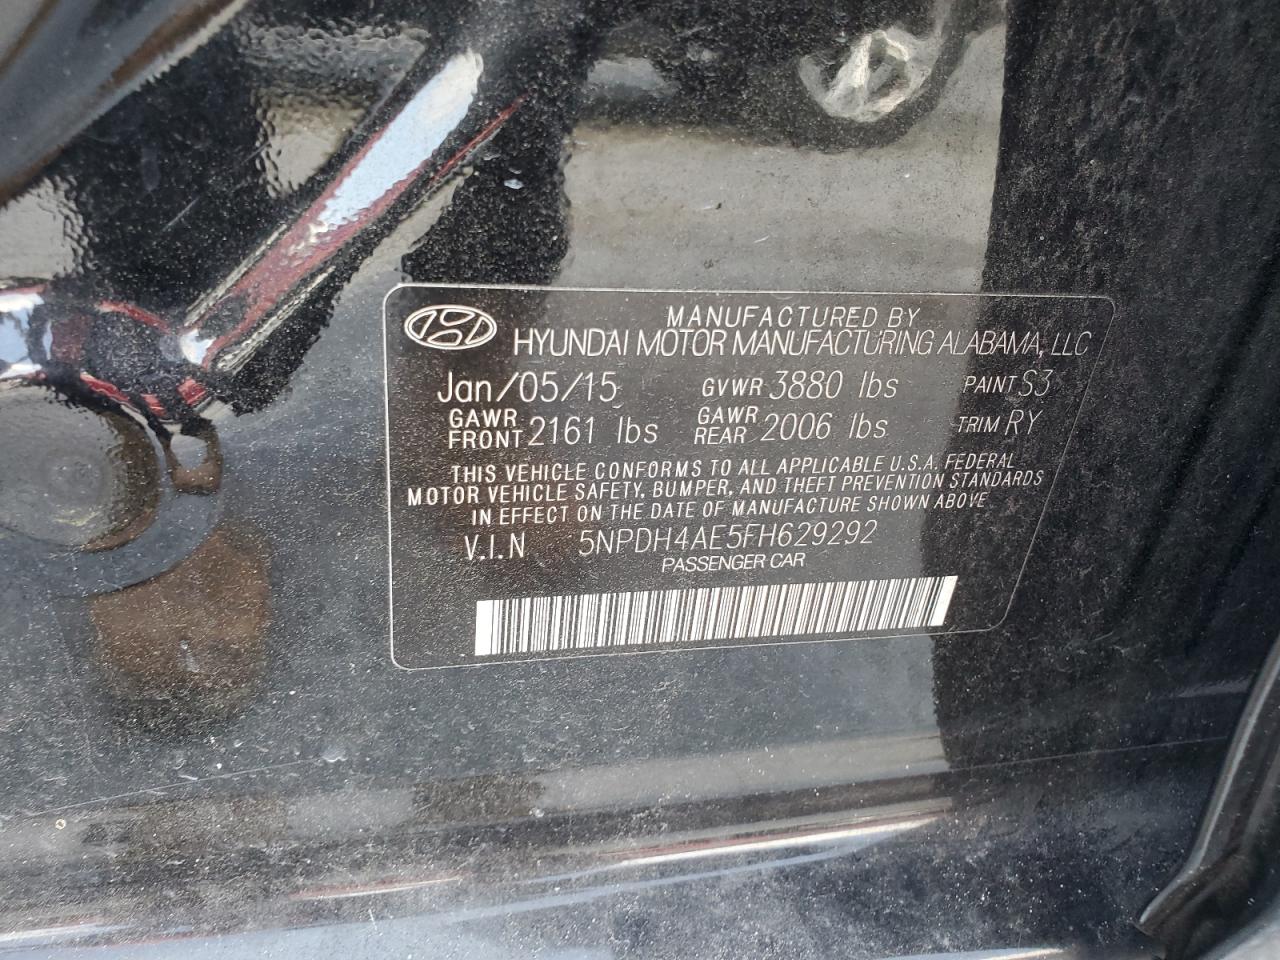 MANUFACTURED BY
HYUNDAI MOTOR MANUFACTURING ALABAMA, LLC
Jan/05/15 GVWR 3880 lbs PAINT S3
GAWR FRONT 2161 lbs GAWR REAR 2006 lbs TRIM RY
THIS VEHICLE CONFORMS TO ALL APPLICABLE U.S.A. FEDERAL
MOTOR VEHICLE SAFETY, BUMPER, AND THEFT PREVENTION STANDARDS
IN EFFECT ON THE DATE OF MANUFACTURE SHOWN ABOVE
V.I.N 5NPDH4AE5FH629292
PASSENGER CAR